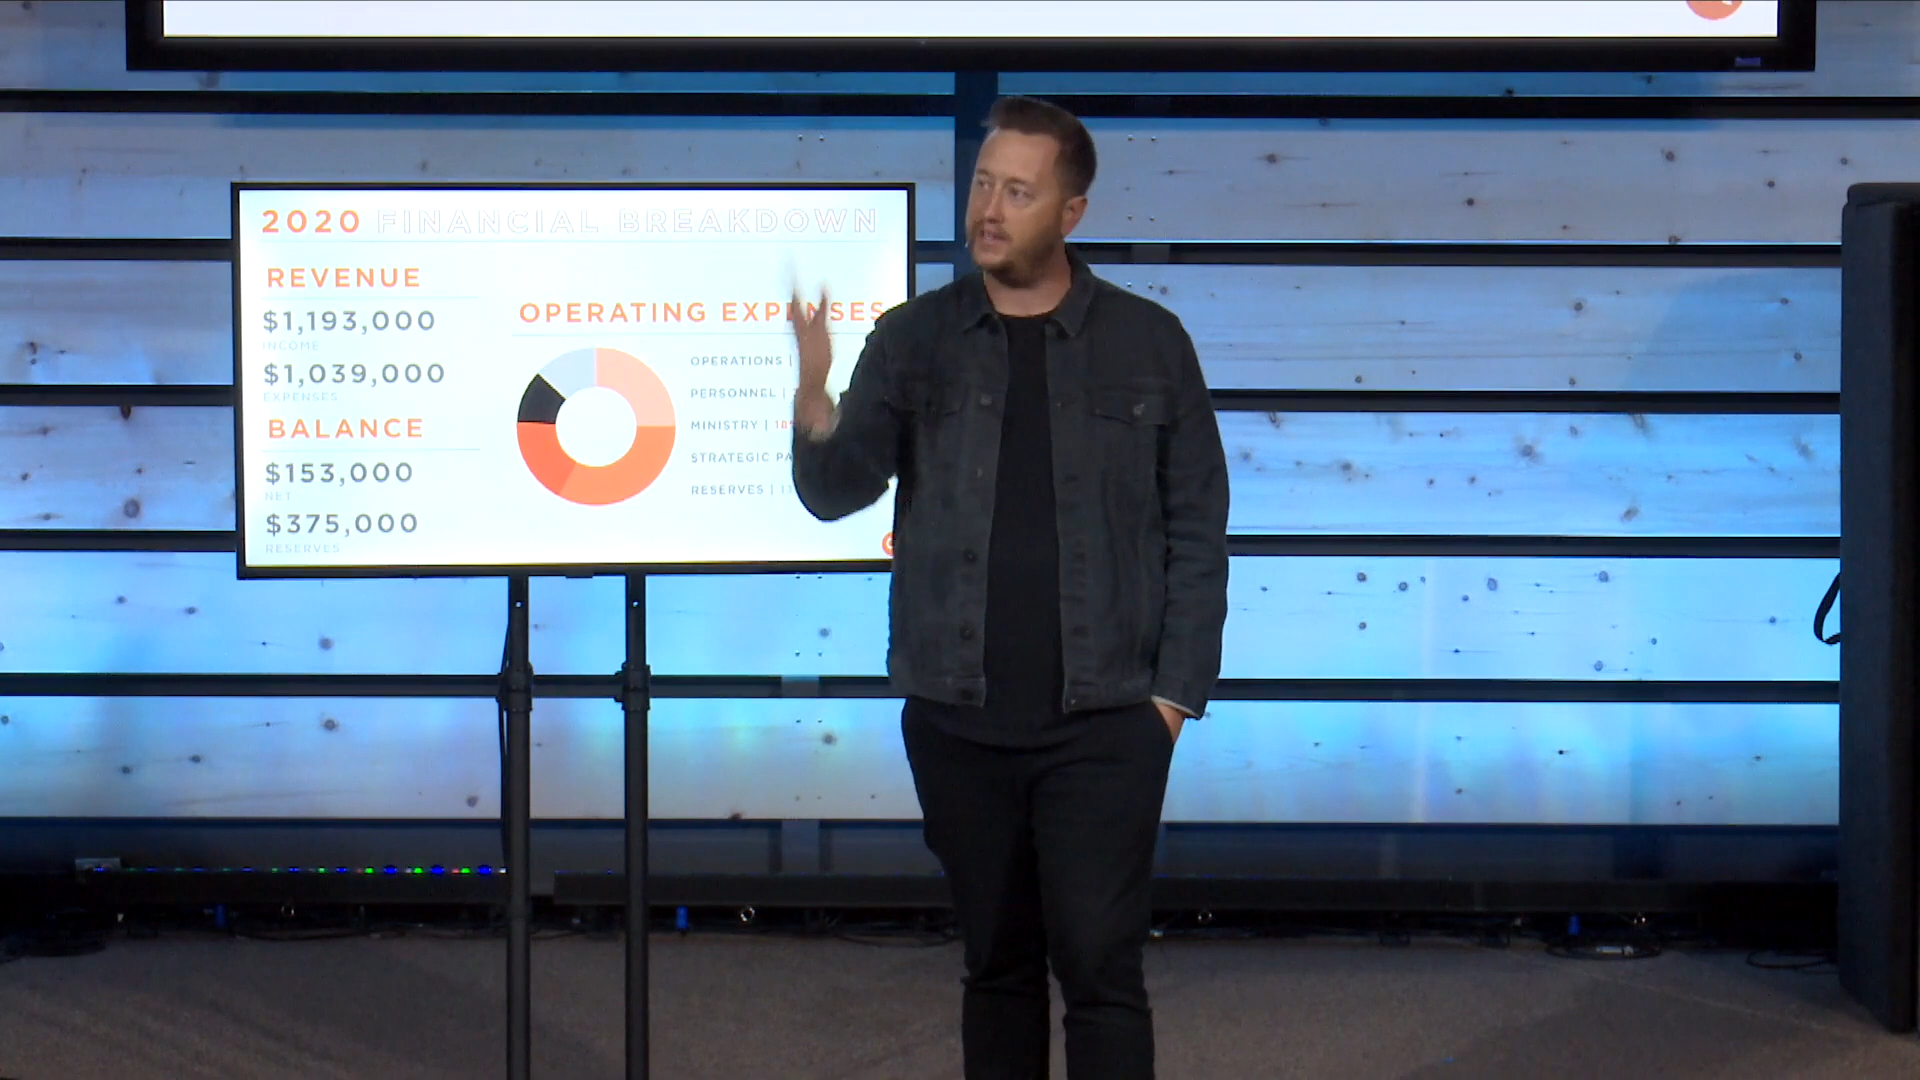 2020 FINANCIAL BREAKDOWN
REVENUE
$1,193,000
INCOME
$1,039,000
EXPENSES
BALANCE
$153,000
NET
$375,000
RESERVES
OPERATING EXPENSES
OPERATIONS |
PERSONNEL |
MINISTRY | 18
STRATEGIC
RESERVES |